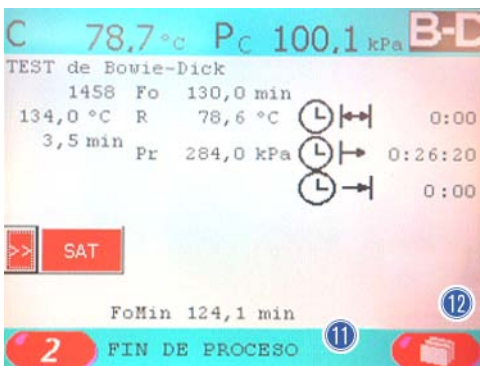 C 78,7 °C PC 100,1 kPa B-D
TEST de Bowie-Dick
1458 Fo 130,0 min
134,0 °C R 78,6 °C 0:00
3,5 min Pr 284,0 kPa 0:26:20
0:00
>> SAT
FoMin 124,1 min
12
2 FIN DE PROCESO 11